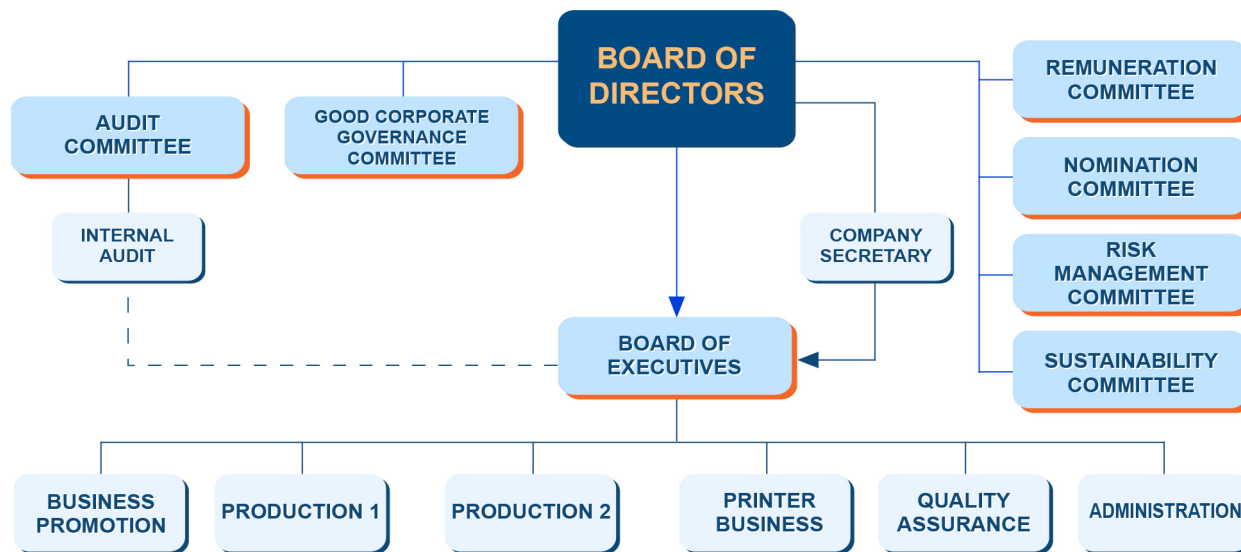 BOARD OF
DIRECTORS
AUDIT
COMMITTEE
GOOD CORPORATE
GOVERNANCE
COMMITTEE
REMUNERATION
COMMITTEE
NOMINATION
COMMITTEE
RISK
MANAGEMENT
COMMITTEE
SUSTAINABILITY
COMMITTEE
INTERNAL
AUDIT
COMPANY
SECRETARY
BOARD OF
EXECUTIVES
BUSINESS
PROMOTION
PRODUCTION 1
PRODUCTION 2
PRINTER
BUSINESS
QUALITY
ASSURANCE
ADMINISTRATION